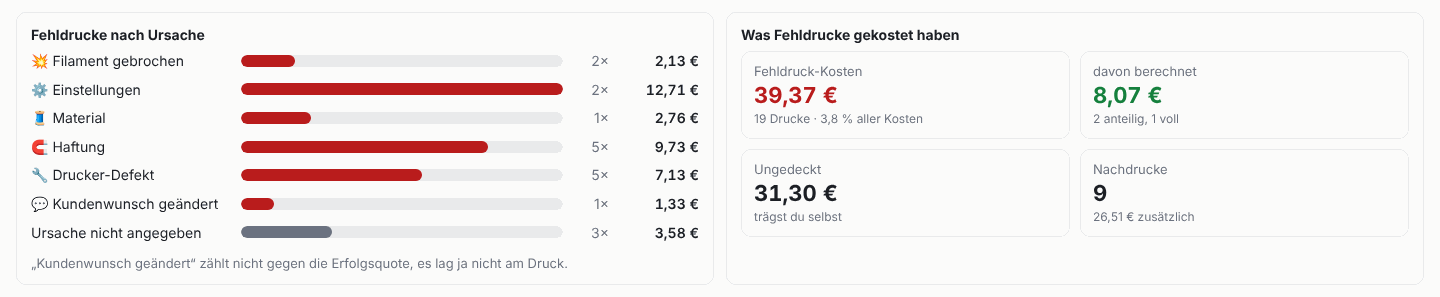 Fehldrucke nach Ursache
💥 Filament gebrochen 2× 2,13 €
⚙️ Einstellungen 2× 12,71 €
🧵 Material 1× 2,76 €
🧲 Haftung 5× 9,73 €
🔧 Drucker-Defekt 5× 7,13 €
💬 Kundenwunsch geändert 1× 1,33 €
Ursache nicht angegeben 3× 3,58 €
„Kundenwunsch geändert“ zählt nicht gegen die Erfolgsquote, es lag ja nicht am Druck.
Was Fehldrucke gekostet haben
Fehldruck-Kosten
39,37 €
19 Drucke · 3,8 % aller Kosten
davon berechnet
8,07 €
2 anteilig, 1 voll
Ungedeckt
31,30 €
trägst du selbst
Nachdrucke
9
26,51 € zusätzlich